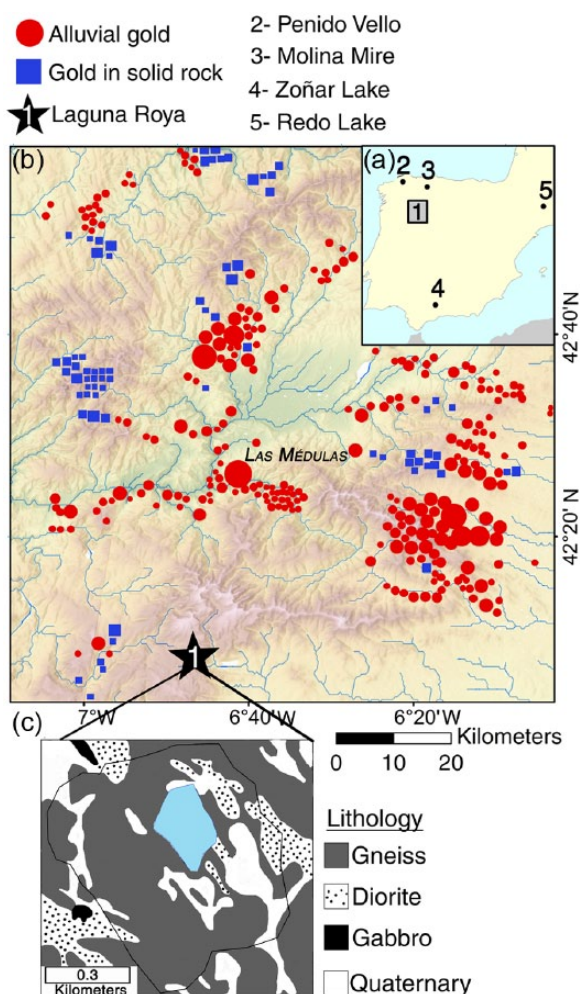 Alluvial gold
Gold in solid rock
1 Laguna Roya
2- Penido Vello
3- Molina Mire
4- Zoñar Lake
5- Redo Lake
(b)
(a)
2
3
1
5
4
42°40'N
LAS MÉDULAS
42°20'N
1
7°W
6°40'W
6°20'W
(c)
Kilometers
0 10 20
Lithology
Gneiss
Diorite
Gabbro
Quaternary
0.3
Kilometers